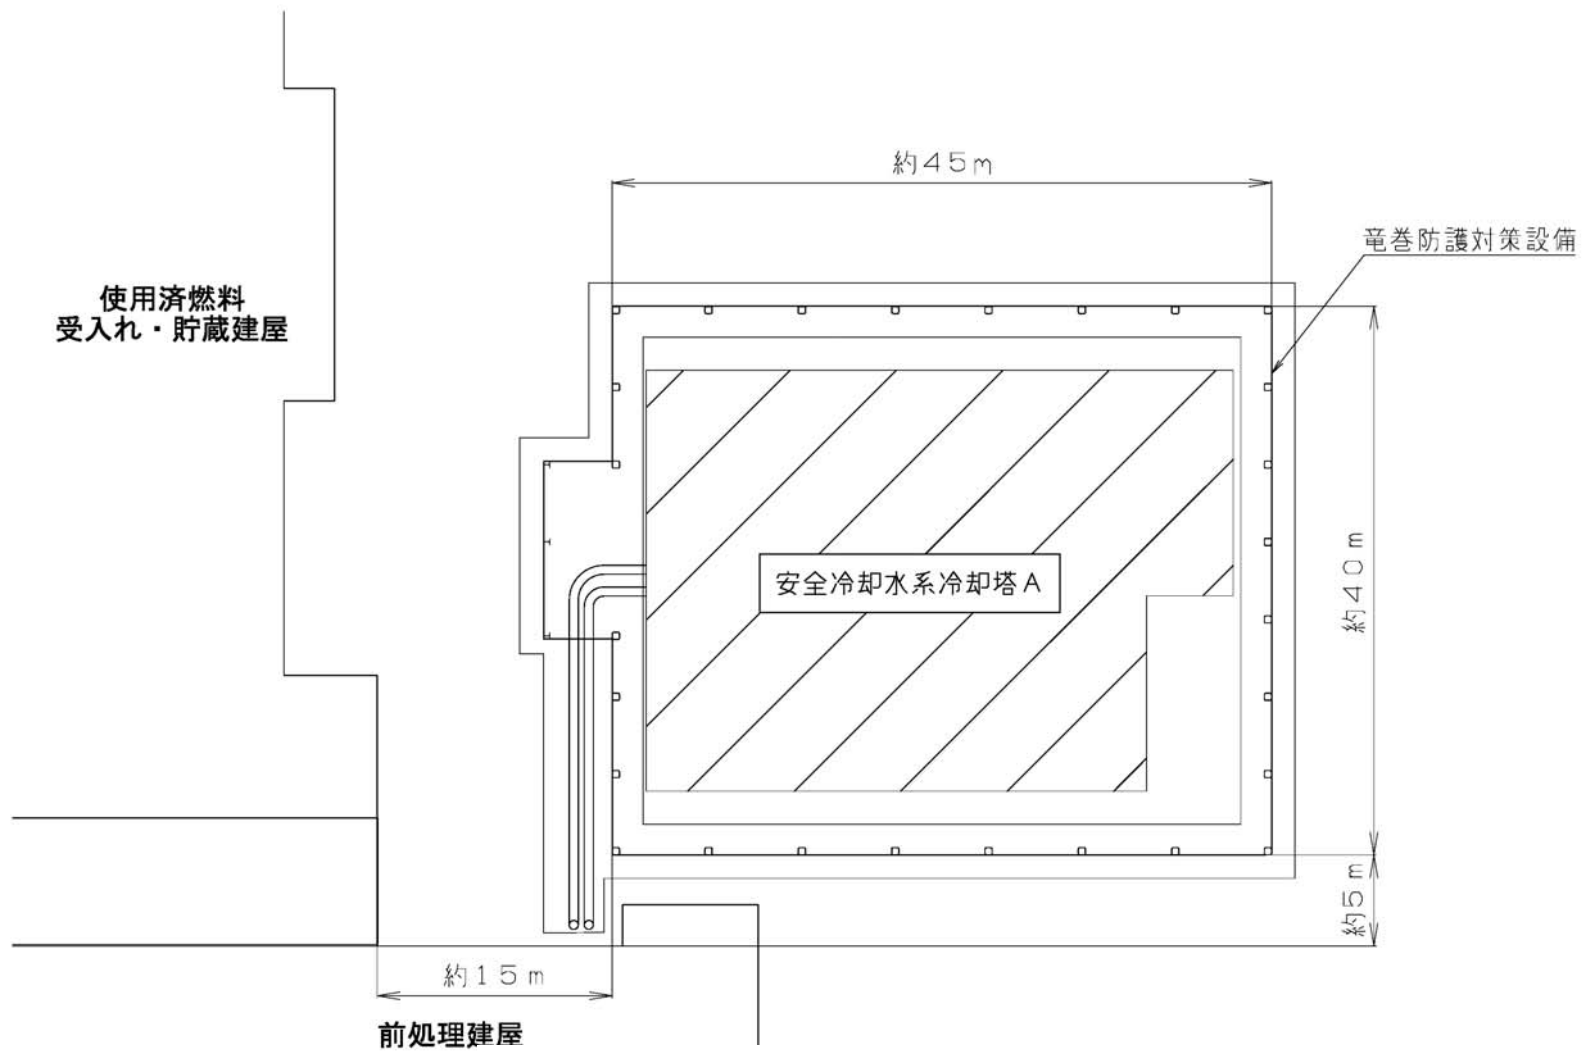 約45m
竜巻防護対策設備
使用済燃料
受入れ・貯蔵建屋
安全冷却水系冷却塔A
約40m
約5m
約15m
前処理建屋